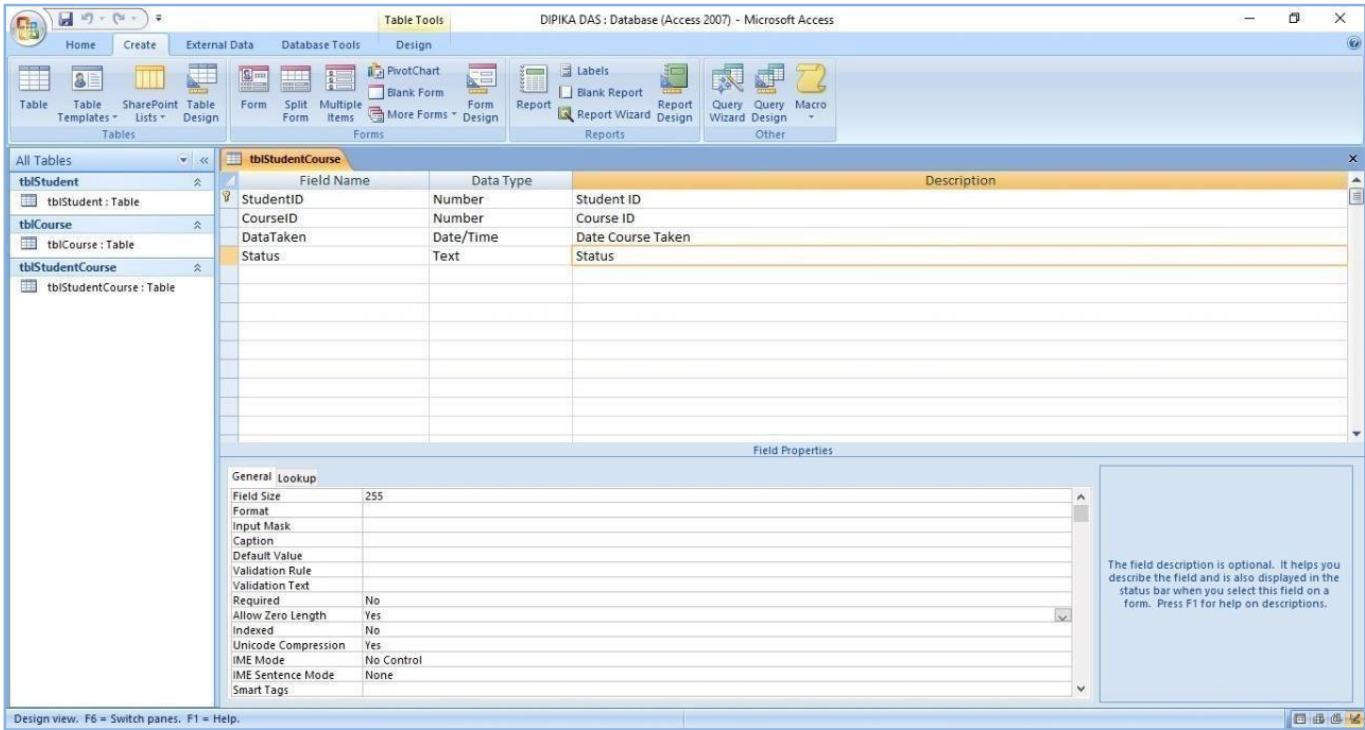 Table Tools
DIPIKA DAS : Database (Access 2007) - Microsoft Access
Home Create External Data Database Tools Design
Table
Table Templates
SharePoint Lists
Table Design
Tables
Form
Split Form
Multiple Items
PivotChart
Blank Form
More Forms
Form Design
Forms
Report
Labels
Blank Report
Report Wizard
Report Design
Reports
Query Wizard
Query Design
Macro
Other
All Tables
tblStudent
tblStudent : Table
tblCourse
tblCourse : Table
tblStudentCourse
tblStudentCourse : Table
tblStudentCourse
Field Name Data Type Description
StudentID Number Student ID
CourseID Number Course ID
DataTaken Date/Time Date Course Taken
Status Text Status
Field Properties
General Lookup
Field Size 255
Format
Input Mask
Caption
Default Value
Validation Rule
Validation Text
Required No
Allow Zero Length Yes
Indexed No
Unicode Compression Yes
IME Mode No Control
IME Sentence Mode None
Smart Tags
The field description is optional. It helps you
describe the field and is also displayed in the
status bar when you select this field on a
form. Press F1 for help on descriptions.
Design view. F6 = Switch panes. F1 = Help.